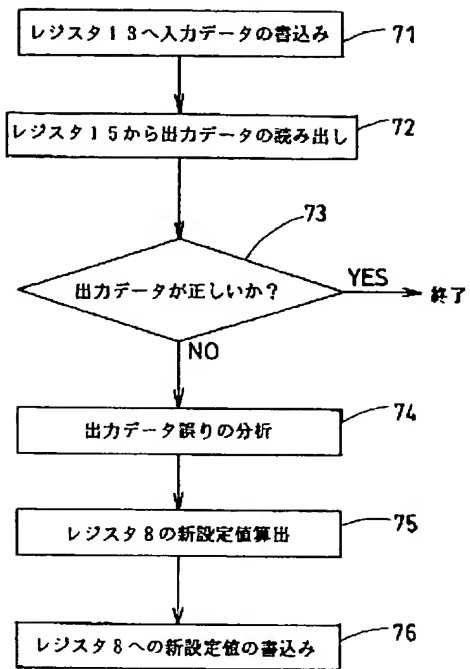 レジスタ13へ入力データの書込み
71
レジスタ15から出力データの読み出し
72
73
出力データが正しいか?
YES
終了
NO
出力データ誤りの分析
74
レジスタ8の新設定値算出
75
レジスタ8への新設定値の書込み
76